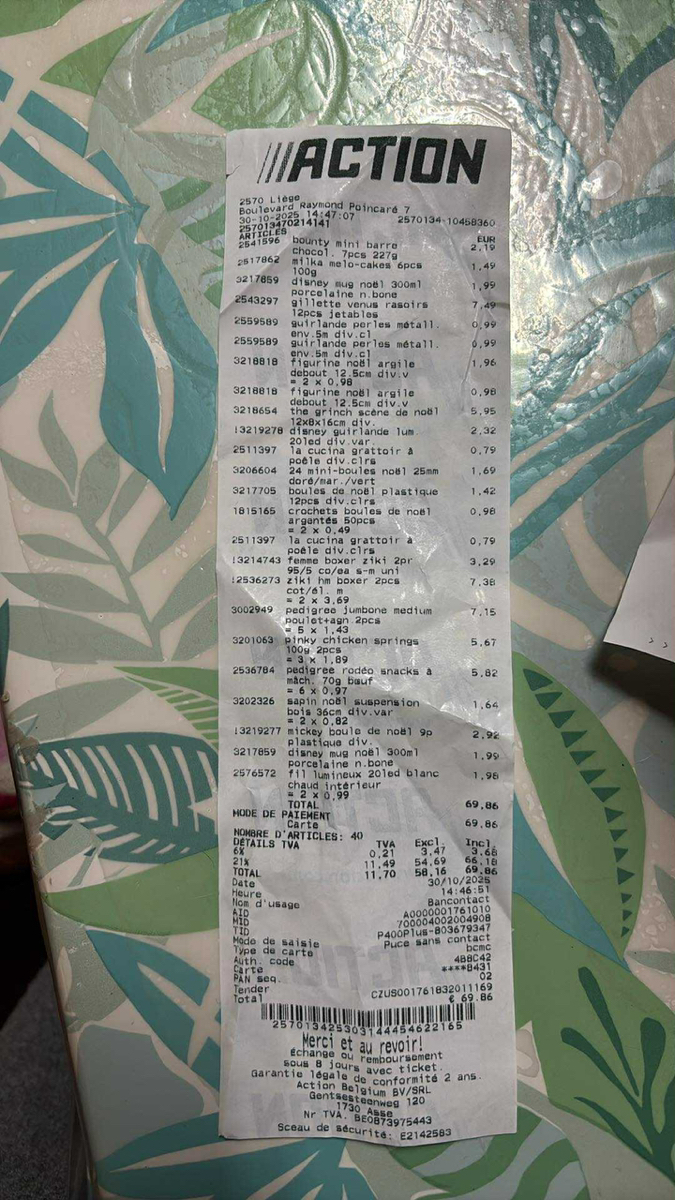 ACTION
2570 Liège
Boulevard Raymond Poincaré 7
30-10-2025 14:47:07 2570134-10458360
257013470214141
ARTICLES EUR
2541596 bounty mini barre 2,19
chocol. 7pcs 227g
2517862 milka melo-cakes 6pcs 1,49
100g
3217859 disney mug noël 300ml 1,99
porcelaine n.bone
2543297 gillette venus rasoirs 7,49
12pcs jetables
2559589 guirlande perles métall. 0,99
env.5m div.cl
2559589 guirlande perles métall. 0,99
env.5m div.cl
3218818 figurine noël argile 1,96
debout 12.5cm div.v
= 2 x 0,98
3218818 figurine noël argile 0,98
debout 12.5cm div.v
3218654 the grinch scène de noël 5,95
12x8x16cm div.
!3219278 disney guirlande lum. 2,32
20led div.var.
2511397 la cucina grattoir à 0,79
poêle div.clrs
3206604 24 mini-boules noël 25mm 1,69
doré/mar./vert
3217705 boules de noël plastique 1,42
12pcs div.clrs
1815165 crochets boules de noël 0,98
argentés 50pcs
= 2 x 0,49
2511397 la cucina grattoir à 0,79
poêle div.clrs
!3214743 femme boxer ziki 2pr 3,29
95/5 co/ea s-m uni
!2536273 ziki hm boxer 2pcs 7,38
cot/él. m
= 2 x 3,69
3002949 pedigree jumbone medium 7,15
poulet+agn.2pcs
= 5 x 1,43
3201063 pinky chicken springs 5,67
100g 2pcs
= 3 x 1,89
2536784 pedigree rodéo snacks à 5,82
mâch. 70g bœuf
= 6 x 0,97
3202326 sapin noël suspension 1,64
bois 36cm div.var
= 2 x 0,82
!3219277 mickey boule de noël 9p 2,92
plastique div.
3217859 disney mug noël 300ml 1,99
porcelaine n.bone
2576572 fil lumineux 20led blanc 1,98
chaud intérieur
= 2 x 0,99
TOTAL 69,86
MODE DE PAIEMENT
Carte 69,86
NOMBRE D'ARTICLES: 40
DÉTAILS TVA TVA Excl. Incl.
6% 0,21 3,47 3,68
21% 11,49 54,69 66,18
TOTAL 11,70 58,16 69,86
Date 30/10/2025
Heure 14:46:51
Nom d'usage Bancontact
AID A0000001761010
MID 700004002004908
TID P400Plus-803679347
Mode de saisie Puce sans contact
Type de carte bcmc
Auth. code 4B8C42
Carte ****8431
PAN seq. 02
Tender CZUS001761832011169
Total € 69.86
2570134253031444546 22165
Merci et au revoir!
Échange ou remboursement
sous 8 jours avec ticket.
Garantie légale de conformité 2 ans.
Action Belgium BV/SRL
Gentsesteenweg 120
1730 Asse
Nr TVA. BE0873975443
Sceau de sécurité: E2142583